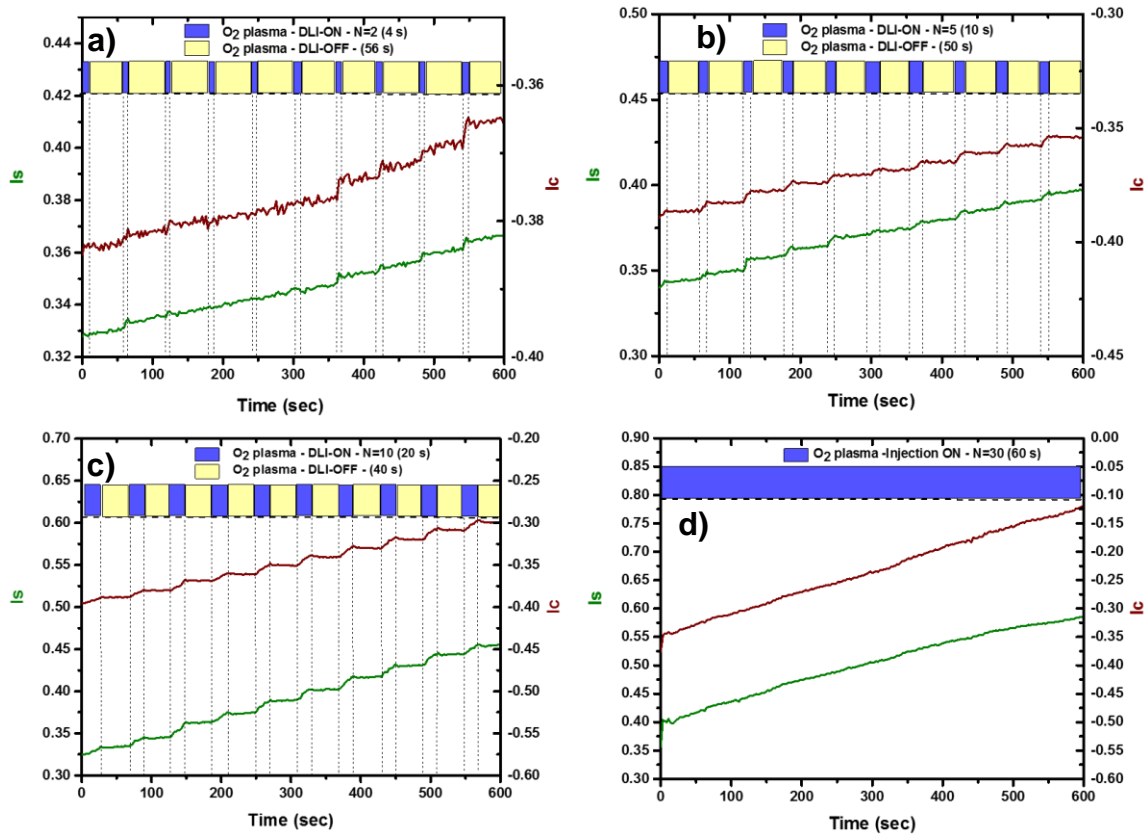 a)
O2 plasma - DLI-ON - N=2 (4 s)
O2 plasma - DLI-OFF - (56 s)
0.44
0.42
0.40
0.38
0.36
0.34
0.32
Is
-0.36
-0.38
-0.40
Ic
0 100 200 300 400 500 600
Time (sec)
b)
O2 plasma - DLI-ON - N=5 (10 s)
O2 plasma - DLI-OFF - (50 s)
0.50
0.45
0.40
0.35
0.30
Is
-0.30
-0.35
-0.40
-0.45
Ic
0 100 200 300 400 500 600
Time (sec)
c)
O2 plasma - DLI-ON - N=10 (20 s)
O2 plasma - DLI-OFF - (40 s)
0.70
0.60
0.50
0.45
0.35
0.30
Is
-0.20
-0.25
-0.30
-0.35
-0.40
-0.45
-0.50
-0.55
-0.60
Ic
0 100 200 300 400 500 600
Time (sec)
d)
O2 plasma -Injection ON - N=30 (60 s)
0.90
0.85
0.80
0.75
0.65
0.60
0.55
0.50
0.45
0.40
0.35
0.30
Is
0.00
-0.05
-0.10
-0.15
-0.20
-0.25
-0.30
-0.35
-0.40
-0.45
-0.50
-0.55
-0.60
Ic
0 100 200 300 400 500 600
Time (sec)